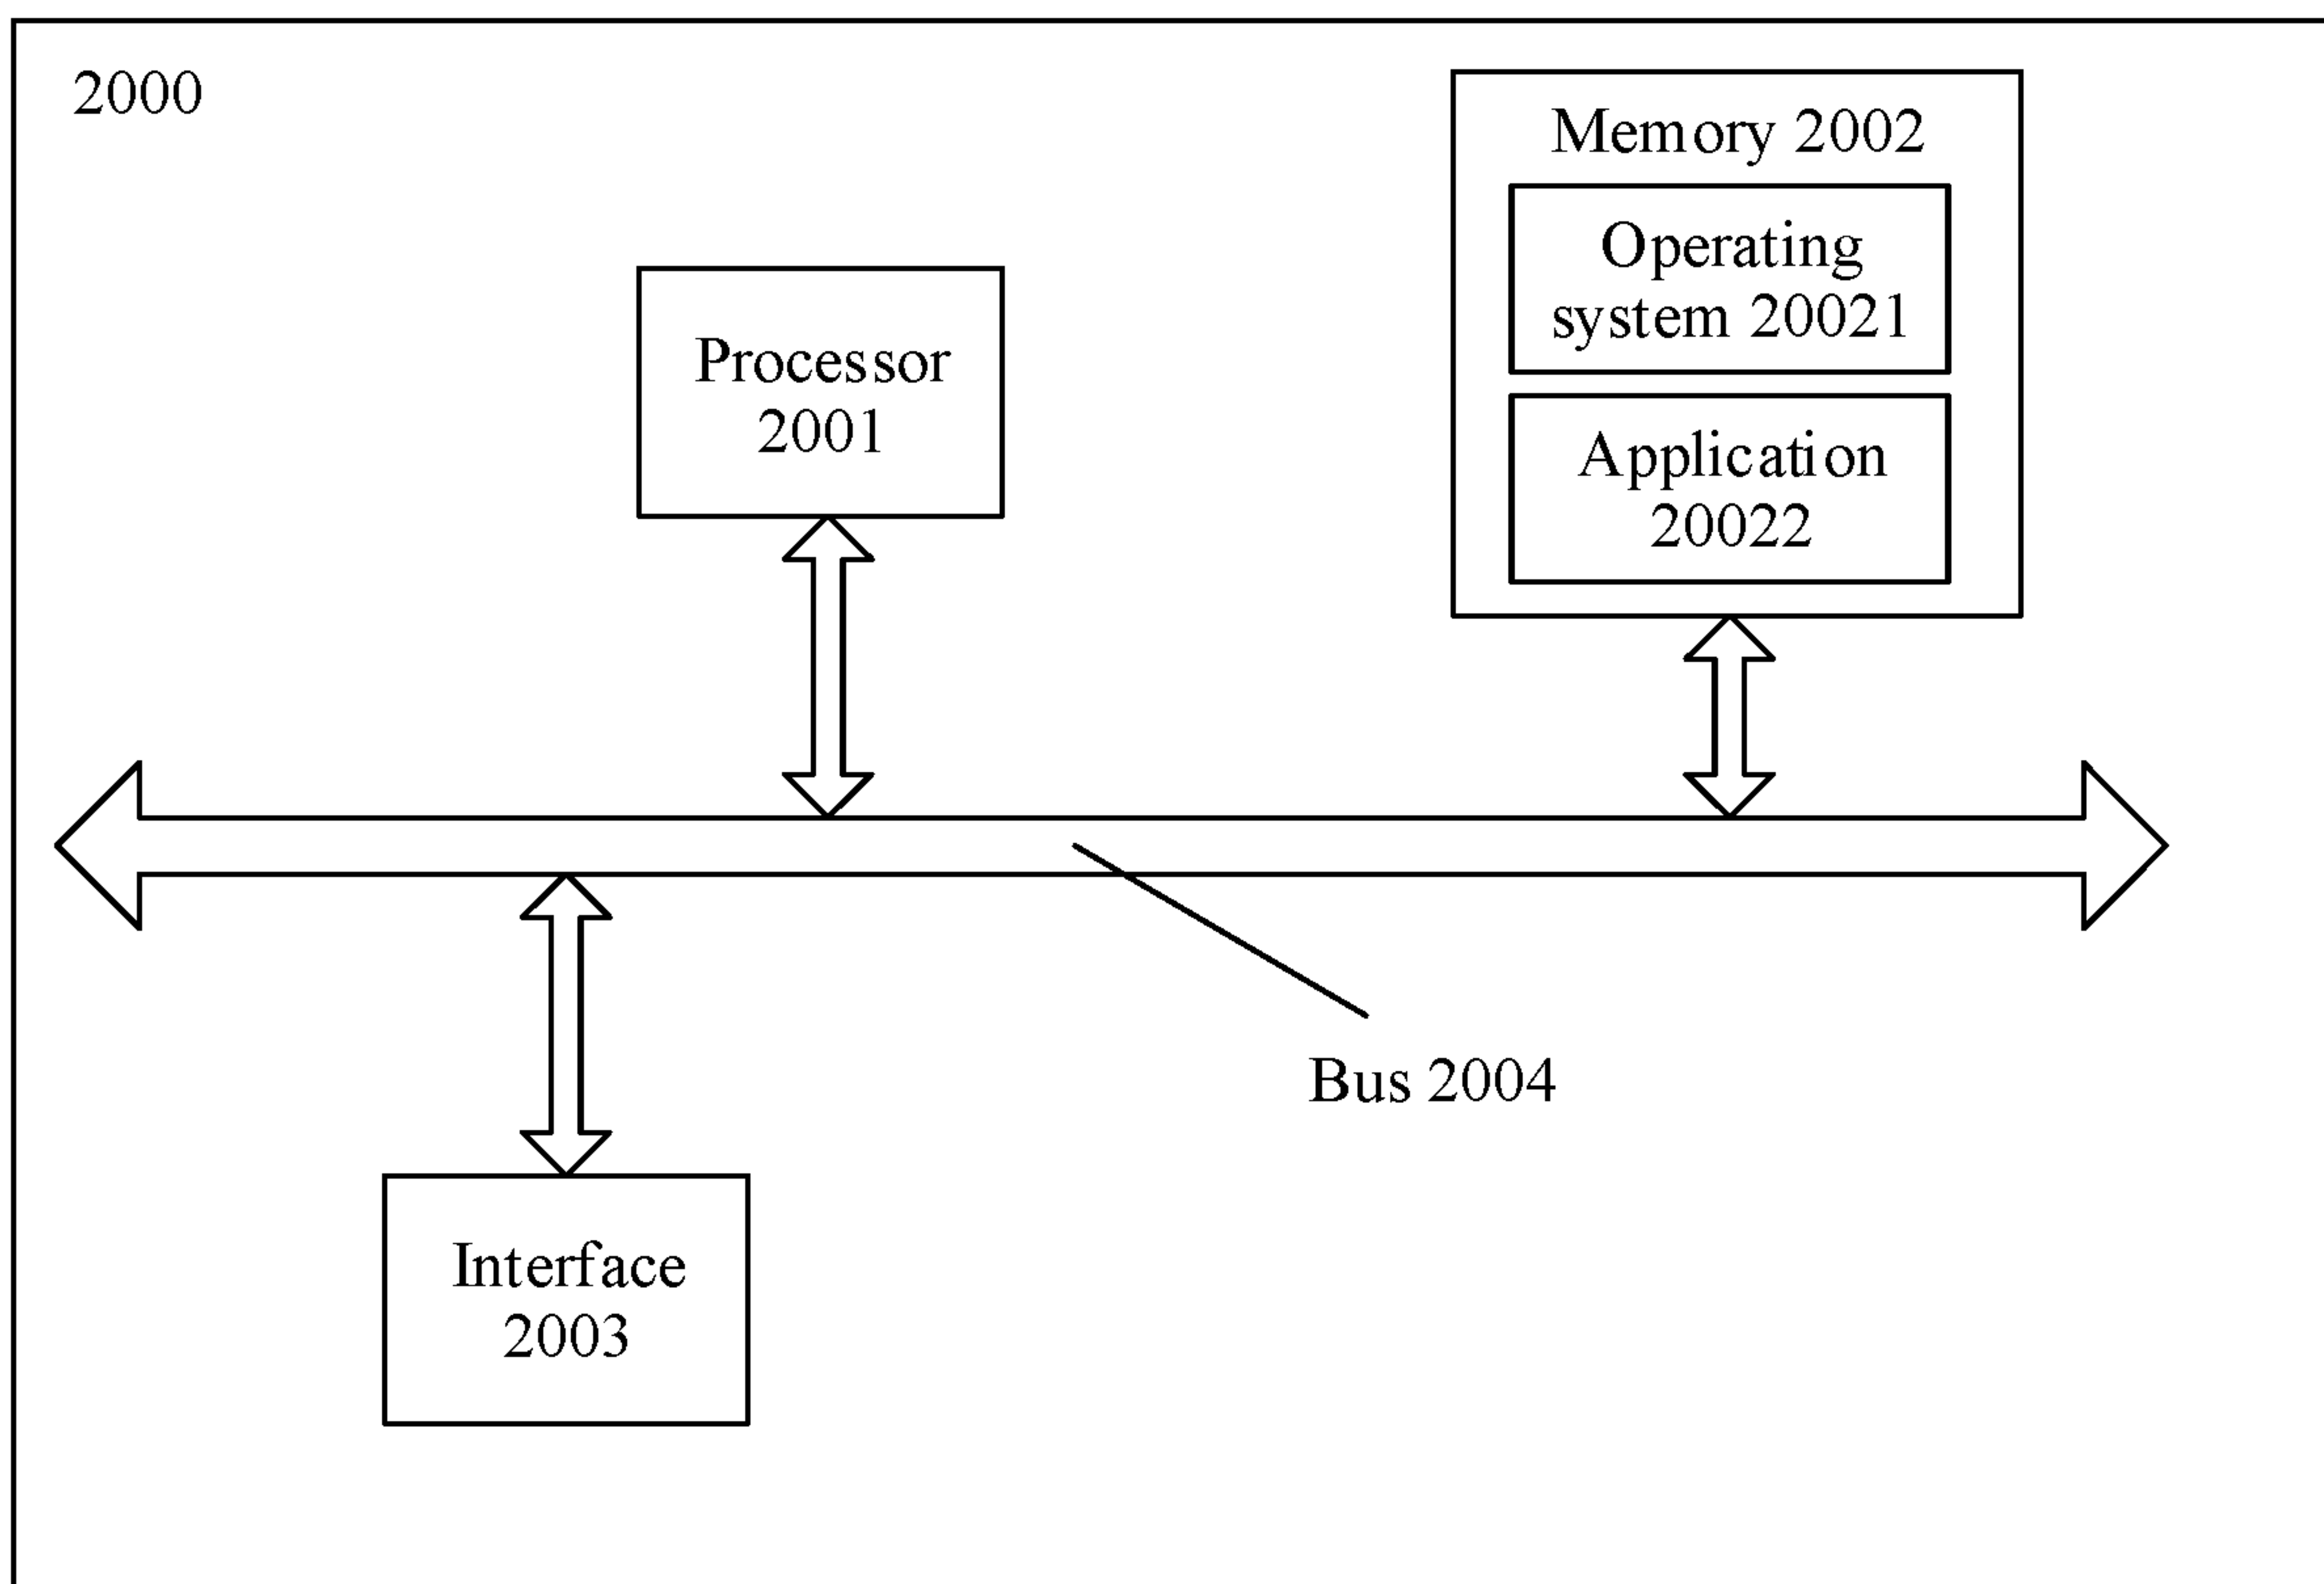 2000
Memory 2002
Operating
system 20021
Application
20022
Processor
2001
Bus 2004
Interface
2003